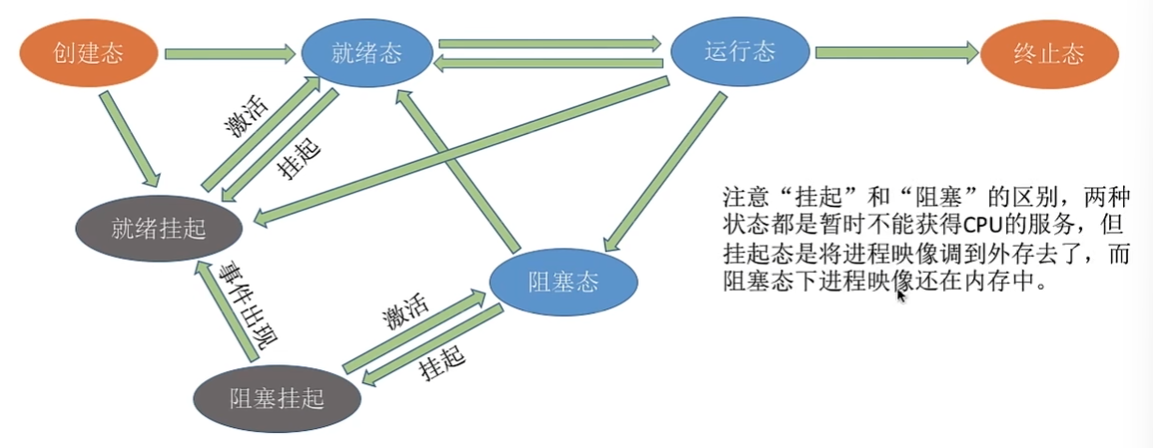 创建态
就绪态
运行态
终止态
激活
挂起
就绪挂起
注意“挂起”和“阻塞”的区别，两种
状态都是暂时不能获得CPU的服务，但
挂起态是将进程映像调到外存去了，而
阻塞态下进程映像还在内存中。
事件出现
阻塞态
激活
挂起
阻塞挂起